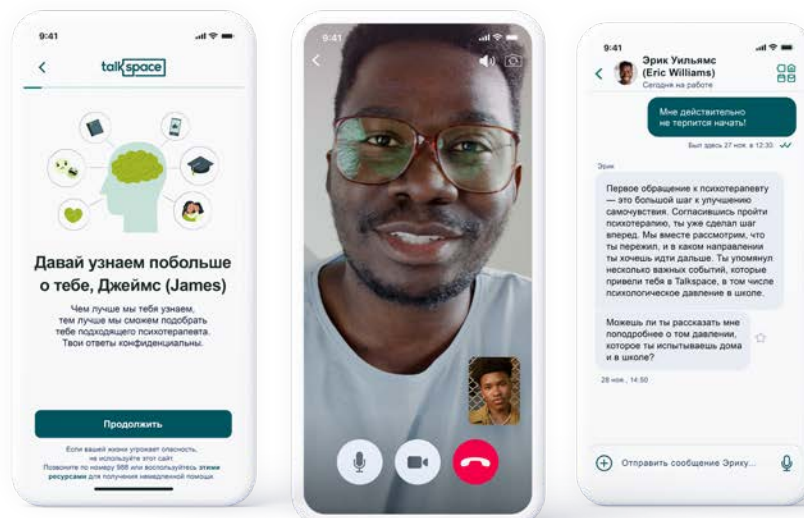 9:41
talkspace
Давай узнаем побольше
о тебе, Джеймс (James)
Чем лучше мы тебя узнаем,
тем лучше мы сможем подобрать
тебе подходящего психотерапевта.
Твои ответы конфиденциальны.
Продолжить
Если вашей жизни угрожает опасность,
не используйте этот сайт.
Позвоните по номеру 988 или воспользуйтесь этими
ресурсами для получения немедленной помощи.
9:41
9:41
Эрик Уильямс
(Eric Williams)
Сегодня на работе
Мне действительно
не терпится начать!
Был здесь 27 ноя. в 12:30
Эрик
Первое обращение к психотерапевту
— это большой шаг к улучшению
самочувствия. Согласившись пройти
психотерапию, ты уже сделал шаг
вперед. Мы вместе рассмотрим, что
ты пережил, и в каком направлении
ты хочешь идти дальше. Ты упомянул
несколько важных событий, которые
привели тебя в Talkspace, в том числе
психологическое давление в школе.
Можешь ли ты рассказать мне
поподробнее о том давлении,
которое ты испытываешь дома
и в школе?
28 ноя., 14:50
Отправить сообщение Эрику...